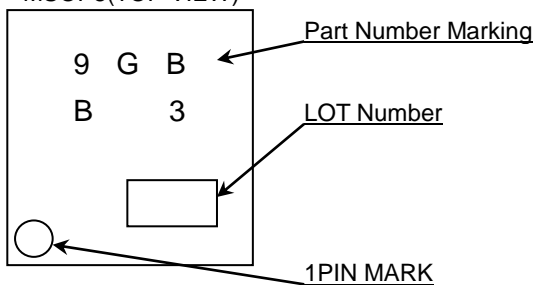 MSOP8(TOP VIEW)
Part Number Marking
9 G B
B 3
LOT Number
1PIN MARK